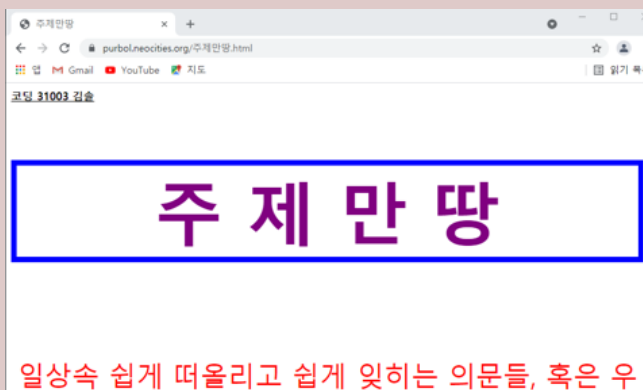 주제만땅
purbol.neocities.org/주제만땅.html
앱 Gmail YouTube 지도 읽기
코딩 31003 김솔
주 제 만 땅
일상속 쉽게 떠올리고 쉽게 잊히는 의문들, 혹은 우